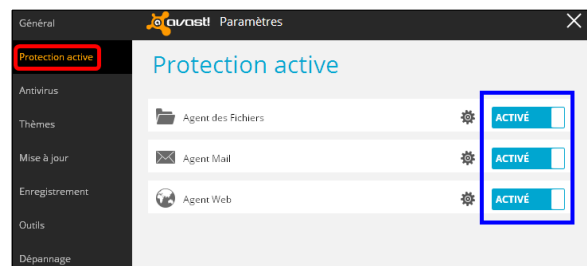 Général
avast! Paramètres
Protection active
Protection active
Antivirus
Agent des Fichiers
ACTIVÉ
Thèmes
Mise à jour
Agent Mail
ACTIVÉ
Enregistrement
Agent Web
ACTIVÉ
Outils
Dépannage